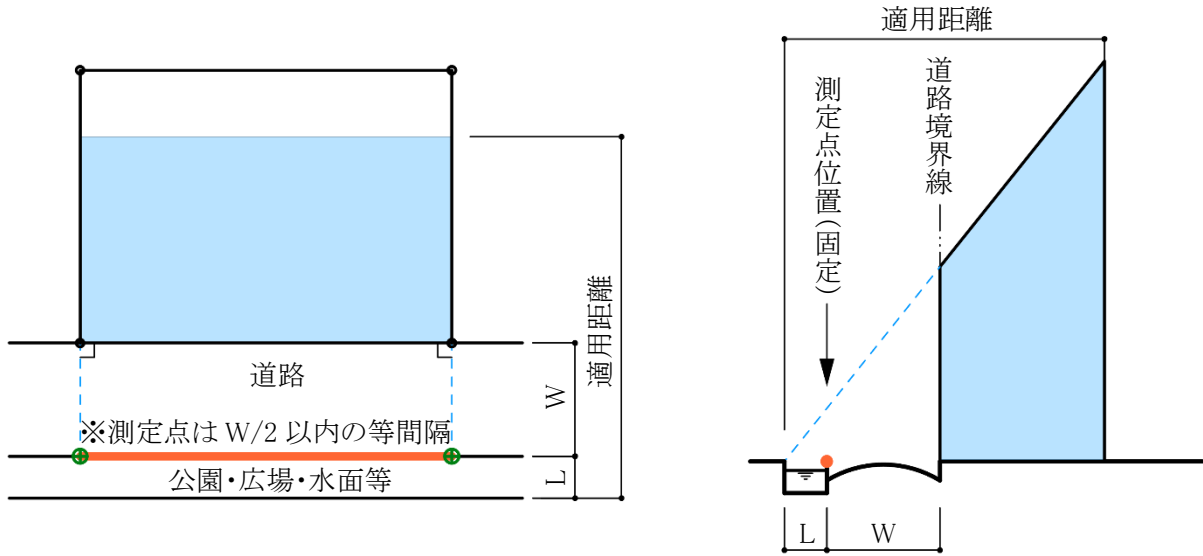 道路
※測定点は W/2 以内の等間隔
公園・広場・水面等
W
L
適用距離
適用距離
測定点位置(固定)
道路境界線
L
W